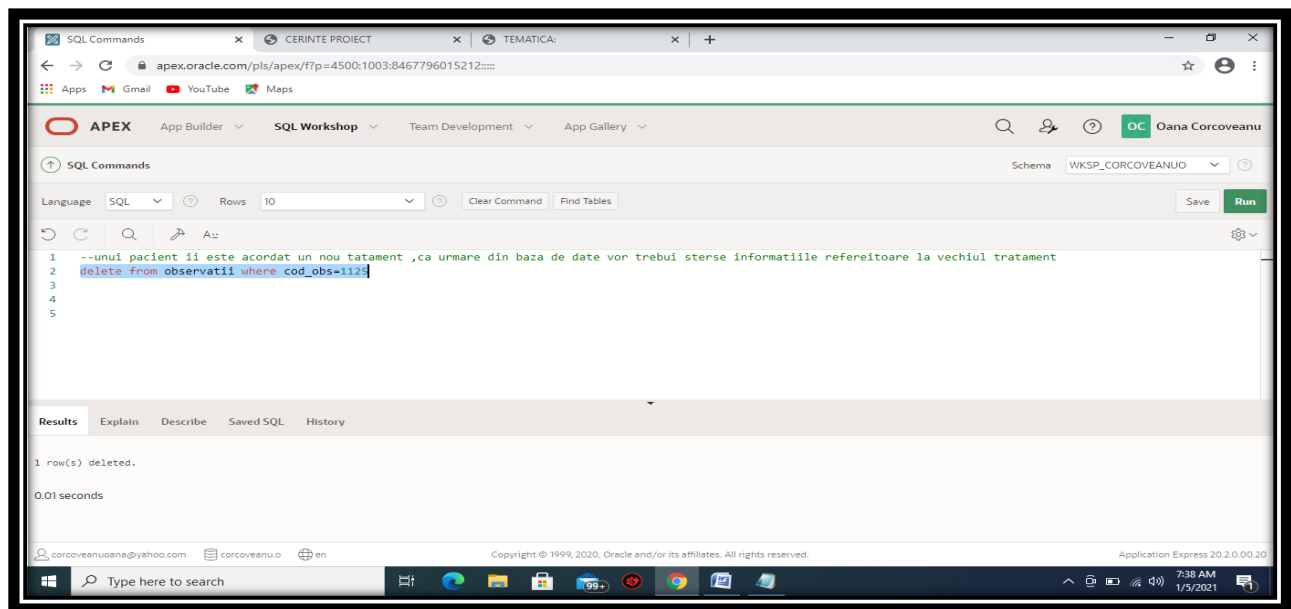 SQL Commands CERINTE PROIECT TEMATICA:
apex.oracle.com/pls/apex/f?p=4500:1003:8467796015212:::::
Apps Gmail YouTube Maps
APEX App Builder SQL Workshop Team Development App Gallery OC Oana Corcoveanu
SQL Commands Schema WKSP_CORCOVEANUO
Language SQL Rows 10 Clear Command Find Tables Save Run
1 --unui pacient ii este acordat un nou tatament ,ca urmare din baza de date vor trebui sterse informatiile refereitoare la vechiul tratament
2 delete from observatii where cod_obs=1125
3
4
5
Results Explain Describe Saved SQL History
1 row(s) deleted.
0.01 seconds
corcoveanuoana@yahoo.com corcoveanu.o en Copyright © 1999, 2020, Oracle and/or its affiliates. All rights reserved. Application Express 20.2.0.00.20
Type here to search 99+ 7:38 AM
1/5/2021